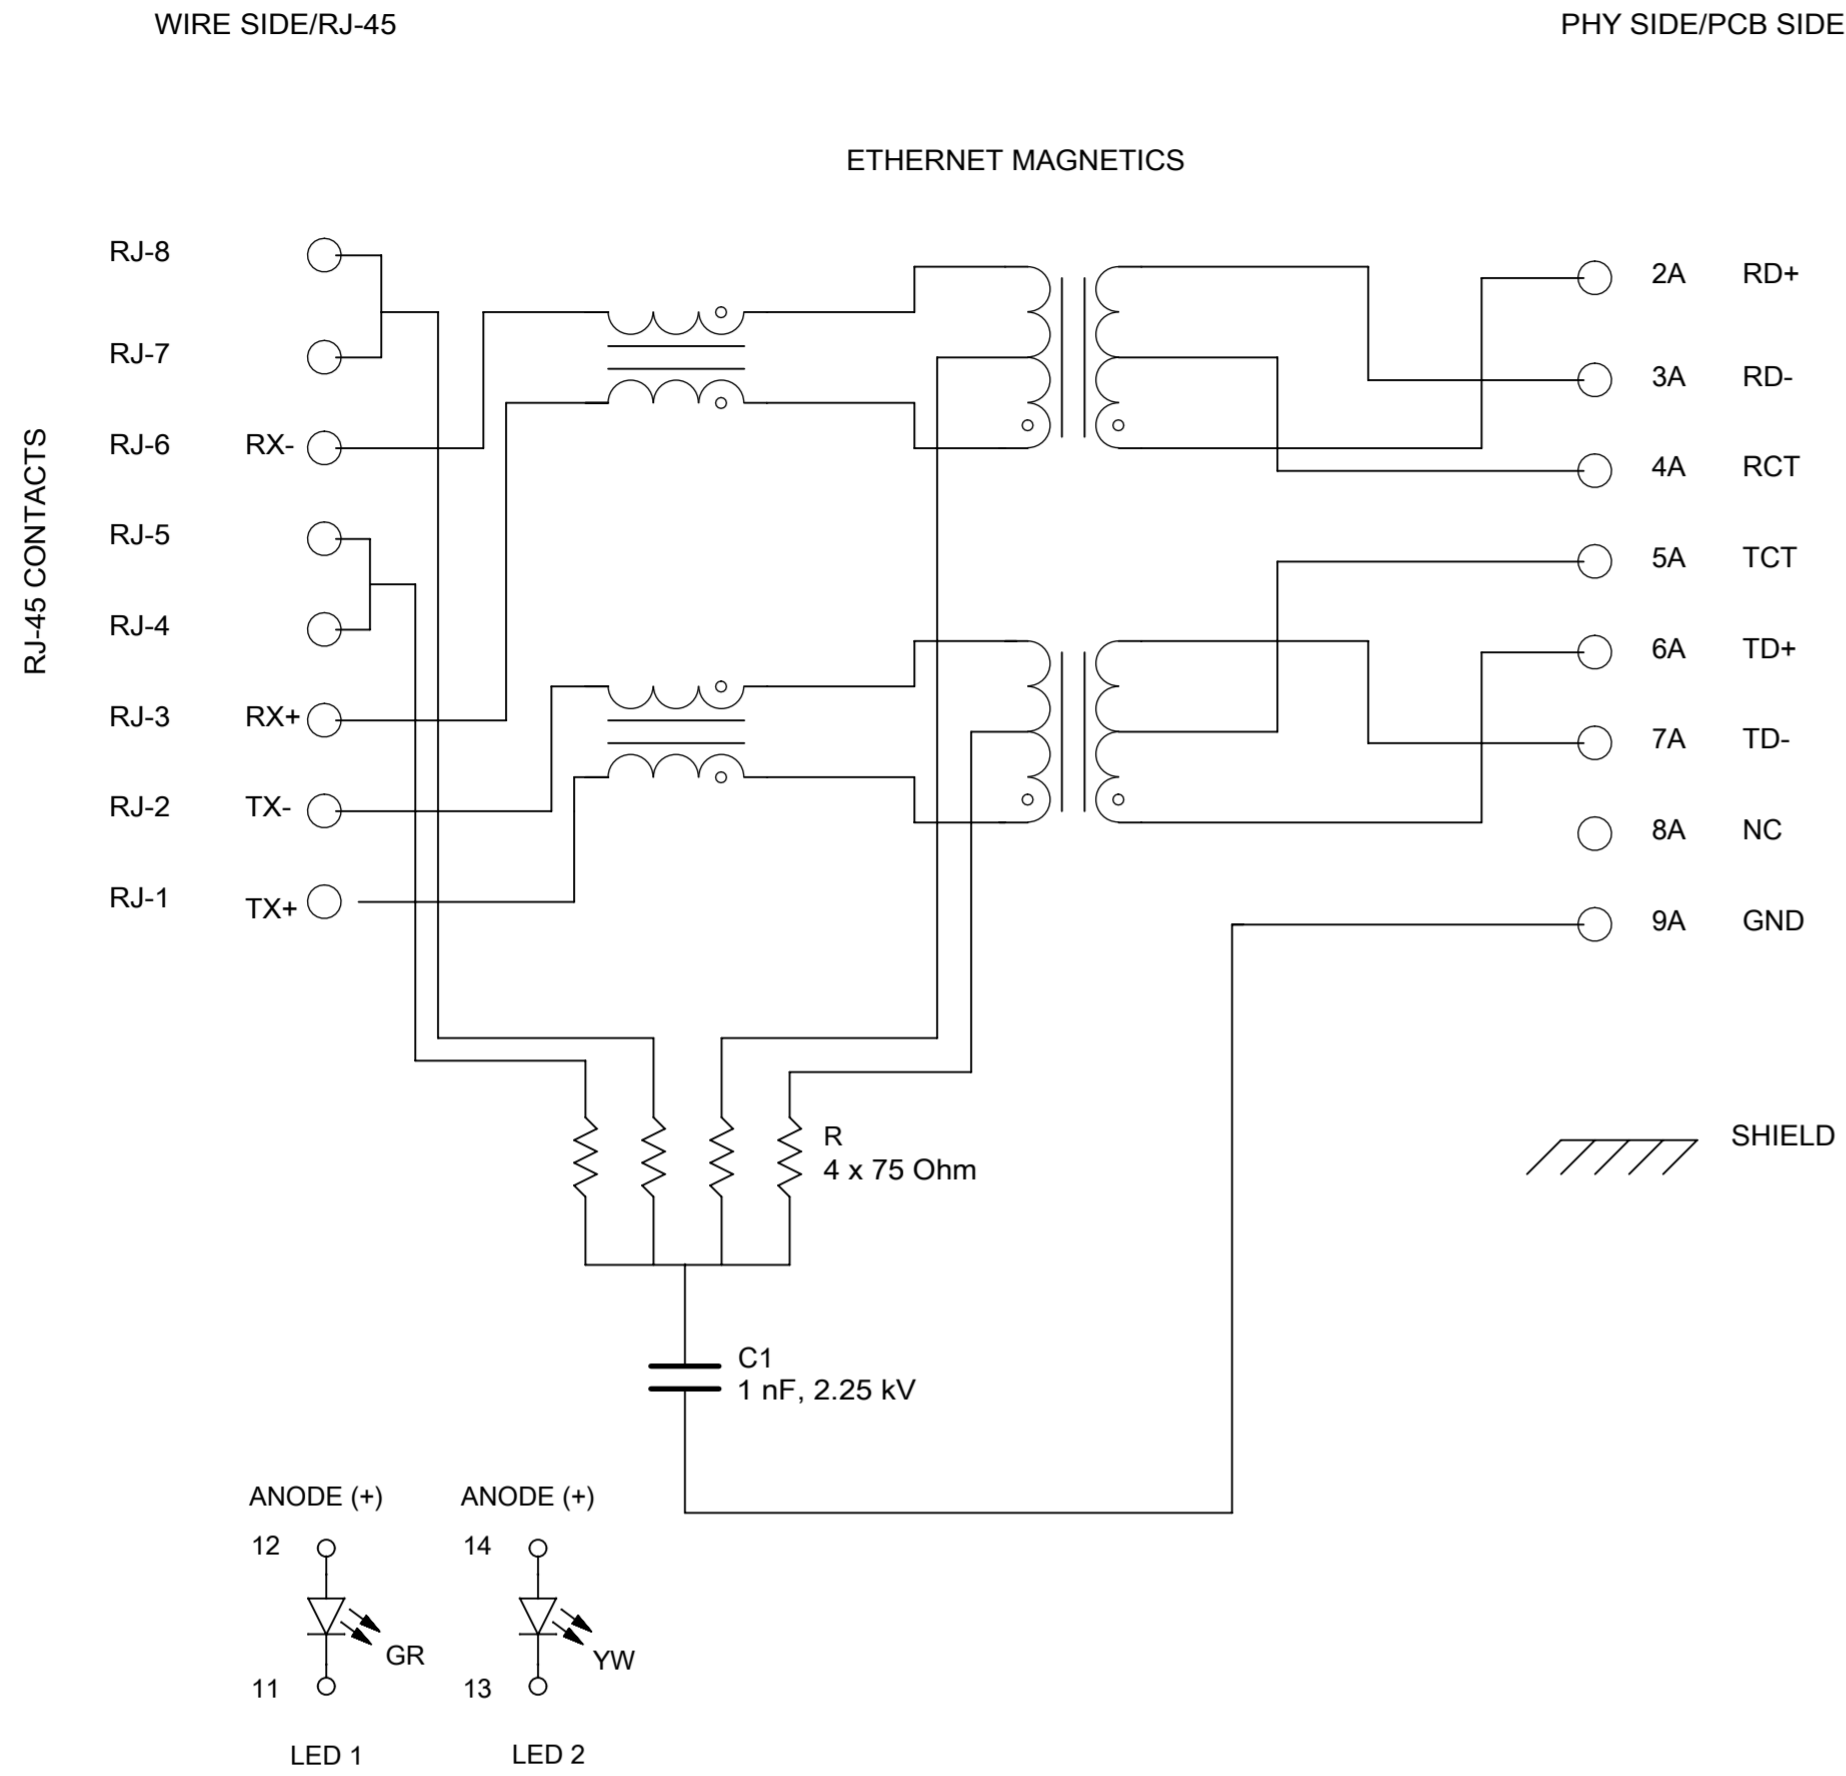 WIRE SIDE/RJ-45
PHY SIDE/PCB SIDE
ETHERNET MAGNETICS
RJ-45 CONTACTS
RJ-8
RJ-7
RJ-6 RX-
RJ-5
RJ-4
RJ-3 RX+
RJ-2 TX-
RJ-1 TX+
2A RD+
3A RD-
4A RCT
5A TCT
6A TD+
7A TD-
8A NC
9A GND
SHIELD
R
4 x 75 Ohm
C1
1 nF, 2.25 kV
ANODE (+)
12
GR
11
LED 1
ANODE (+)
14
YW
13
LED 2